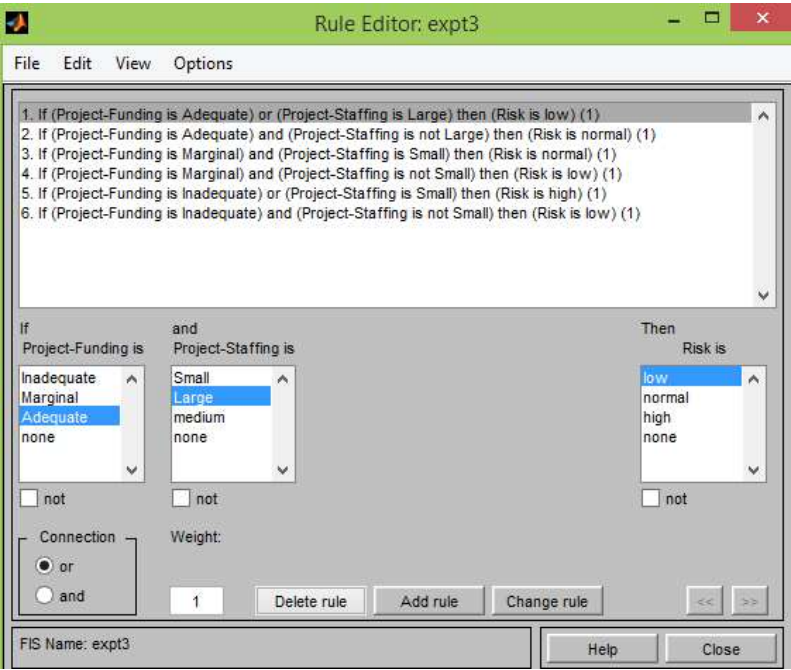 Rule Editor: expt3
File Edit View Options
1. If (Project-Funding is Adequate) or (Project-Staffing is Large) then (Risk is low) (1)
2. If (Project-Funding is Adequate) and (Project-Staffing is not Large) then (Risk is normal) (1)
3. If (Project-Funding is Marginal) and (Project-Staffing is Small) then (Risk is normal) (1)
4. If (Project-Funding is Marginal) and (Project-Staffing is not Small) then (Risk is low) (1)
5. If (Project-Funding is Inadequate) or (Project-Staffing is Small) then (Risk is high) (1)
6. If (Project-Funding is Inadequate) and (Project-Staffing is not Small) then (Risk is low) (1)
If
Project-Funding is
Inadequate
Marginal
Adequate
none
not
and
Project-Staffing is
Small
Large
medium
none
not
Then
Risk is
low
normal
high
none
not
Connection
or
and
Weight:
1
Delete rule
Add rule
Change rule
<<
>>
FIS Name: expt3
Help
Close